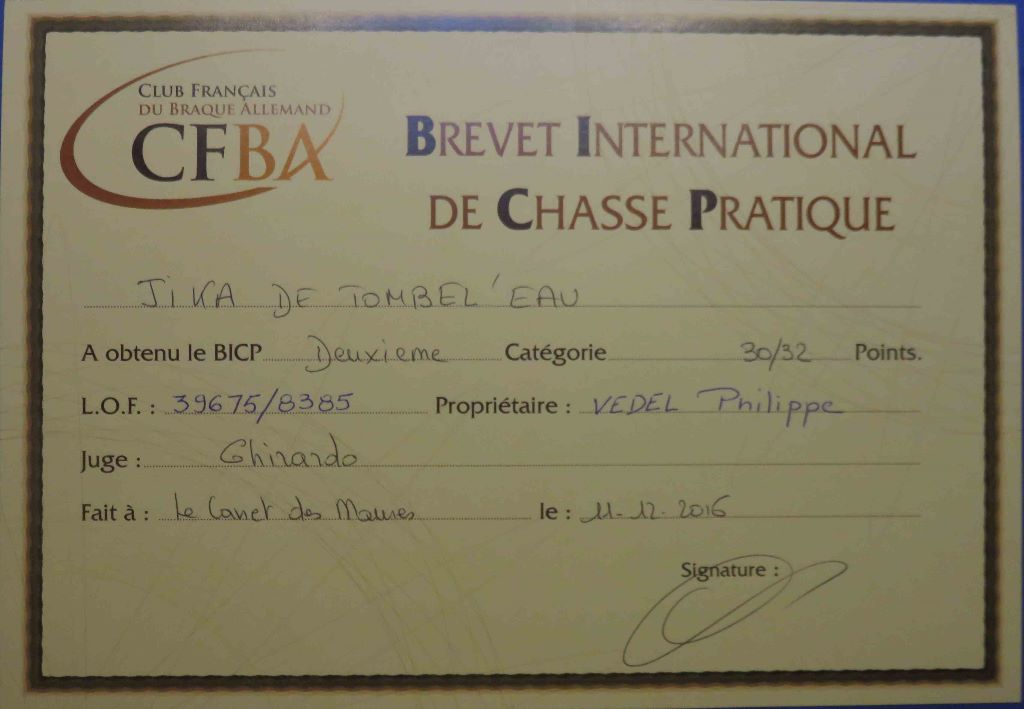 CLUB FRANÇAIS
DU BRAQUE ALLEMAND
CFBA
BREVET INTERNATIONAL
DE CHASSE PRATIQUE
JIKA DE TOMBEL'EAU
A obtenu le BICP Deuxieme Catégorie 30/32 Points.
L.O.F. : 39675/8385 Propriétaire : VEDEL Philippe
Juge : Ghirardo
Fait à : Le Canet des Maures le : 11-12-2016
Signature :